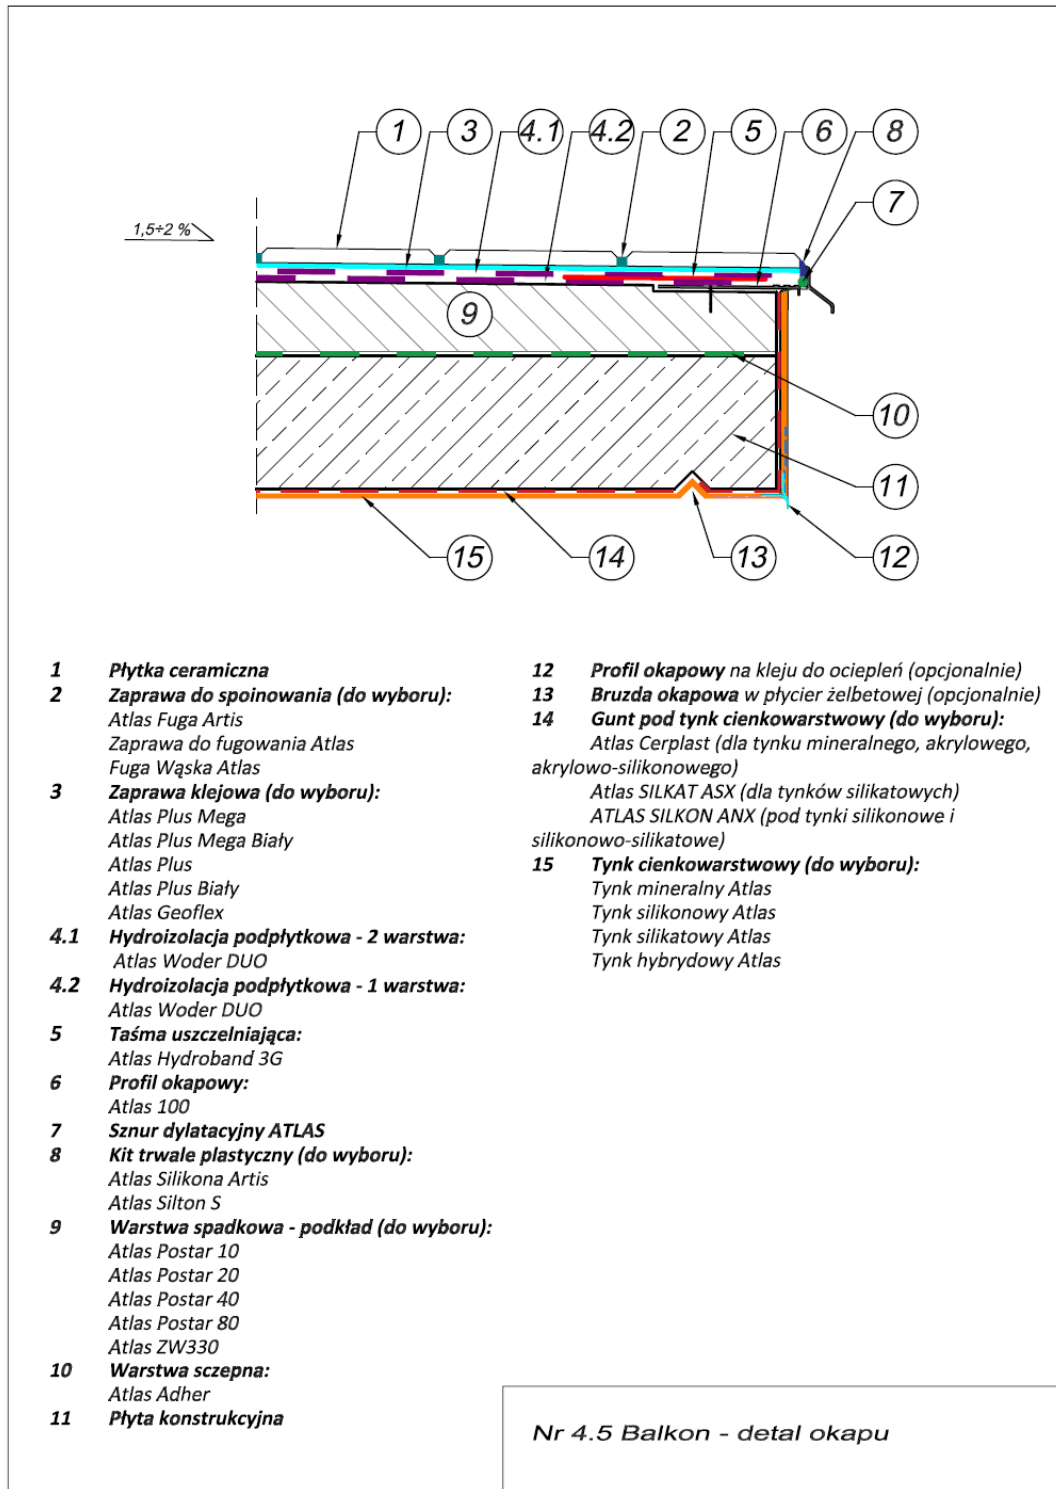 1
3
4.1
4.2
2
5
6
8
7
1,5÷2 %
9
10
11
15
14
13
12
1 Płytka ceramiczna
2 Zaprawa do spoinowania (do wyboru):
Atlas Fuga Artis
Zaprawa do fugowania Atlas
Fuga Wąska Atlas
3 Zaprawa klejowa (do wyboru):
Atlas Plus Mega
Atlas Plus Mega Biały
Atlas Plus
Atlas Plus Biały
Atlas Geoflex
4.1 Hydroizolacja podpłytkowa - 2 warstwa:
Atlas Woder DUO
4.2 Hydroizolacja podpłytkowa - 1 warstwa:
Atlas Woder DUO
5 Taśma uszczelniająca:
Atlas Hydroband 3G
6 Profil okapowy:
Atlas 100
7 Sznur dylatacyjny ATLAS
8 Kit trwale plastyczny (do wyboru):
Atlas Silikona Artis
Atlas Silton S
9 Warstwa spadkowa - podkład (do wyboru):
Atlas Postar 10
Atlas Postar 20
Atlas Postar 40
Atlas Postar 80
Atlas ZW330
10 Warstwa sczepna:
Atlas Adher
11 Płyta konstrukcyjna
12 Profil okapowy na kleju do ociepleń (opcjonalnie)
13 Bruzda okapowa w płycier żelbetowej (opcjonalnie)
14 Gunt pod tynk cienkowarstwowy (do wyboru):
Atlas Cerplast (dla tynku mineralnego, akrylowego,
akrylowo-silikonowego)
Atlas SILKAT ASX (dla tynków silikatowych)
ATLAS SILKON ANX (pod tynki silikonowe i
silikonowo-silikatowe)
15 Tynk cienkowarstwowy (do wyboru):
Tynk mineralny Atlas
Tynk silikonowy Atlas
Tynk silikatowy Atlas
Tynk hybrydowy Atlas
Nr 4.5 Balkon - detal okapu